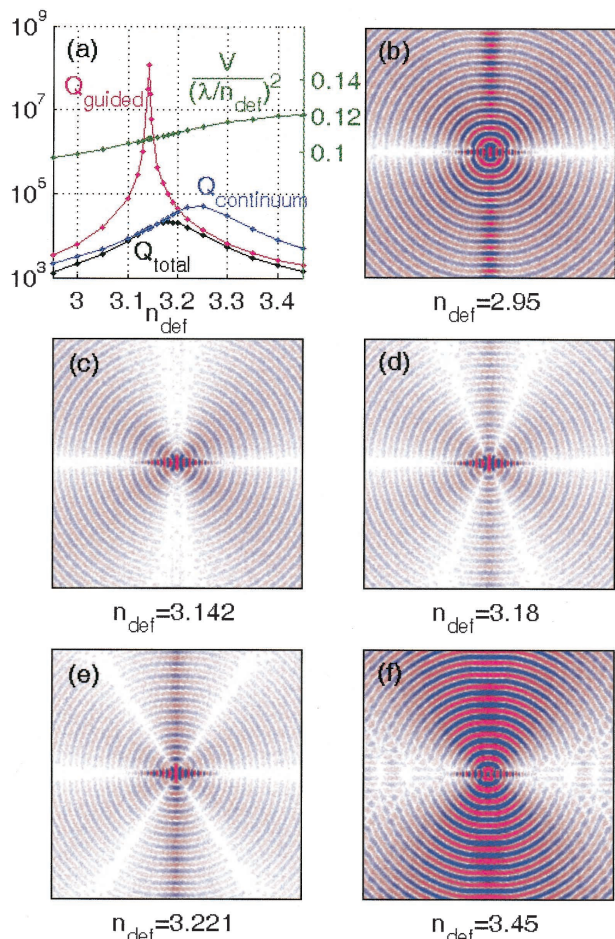 10^9
(a)
Q_guided
V
(λ/n_def)^2
0.14
10^7
0.12
0.1
Q_continuum
10^5
Q_total
10^3
3 3.1 3.2 3.3 3.4
n_def
(b)
n_def=2.95
(c)
n_def=3.142
(d)
n_def=3.18
(e)
n_def=3.221
(f)
n_def=3.45